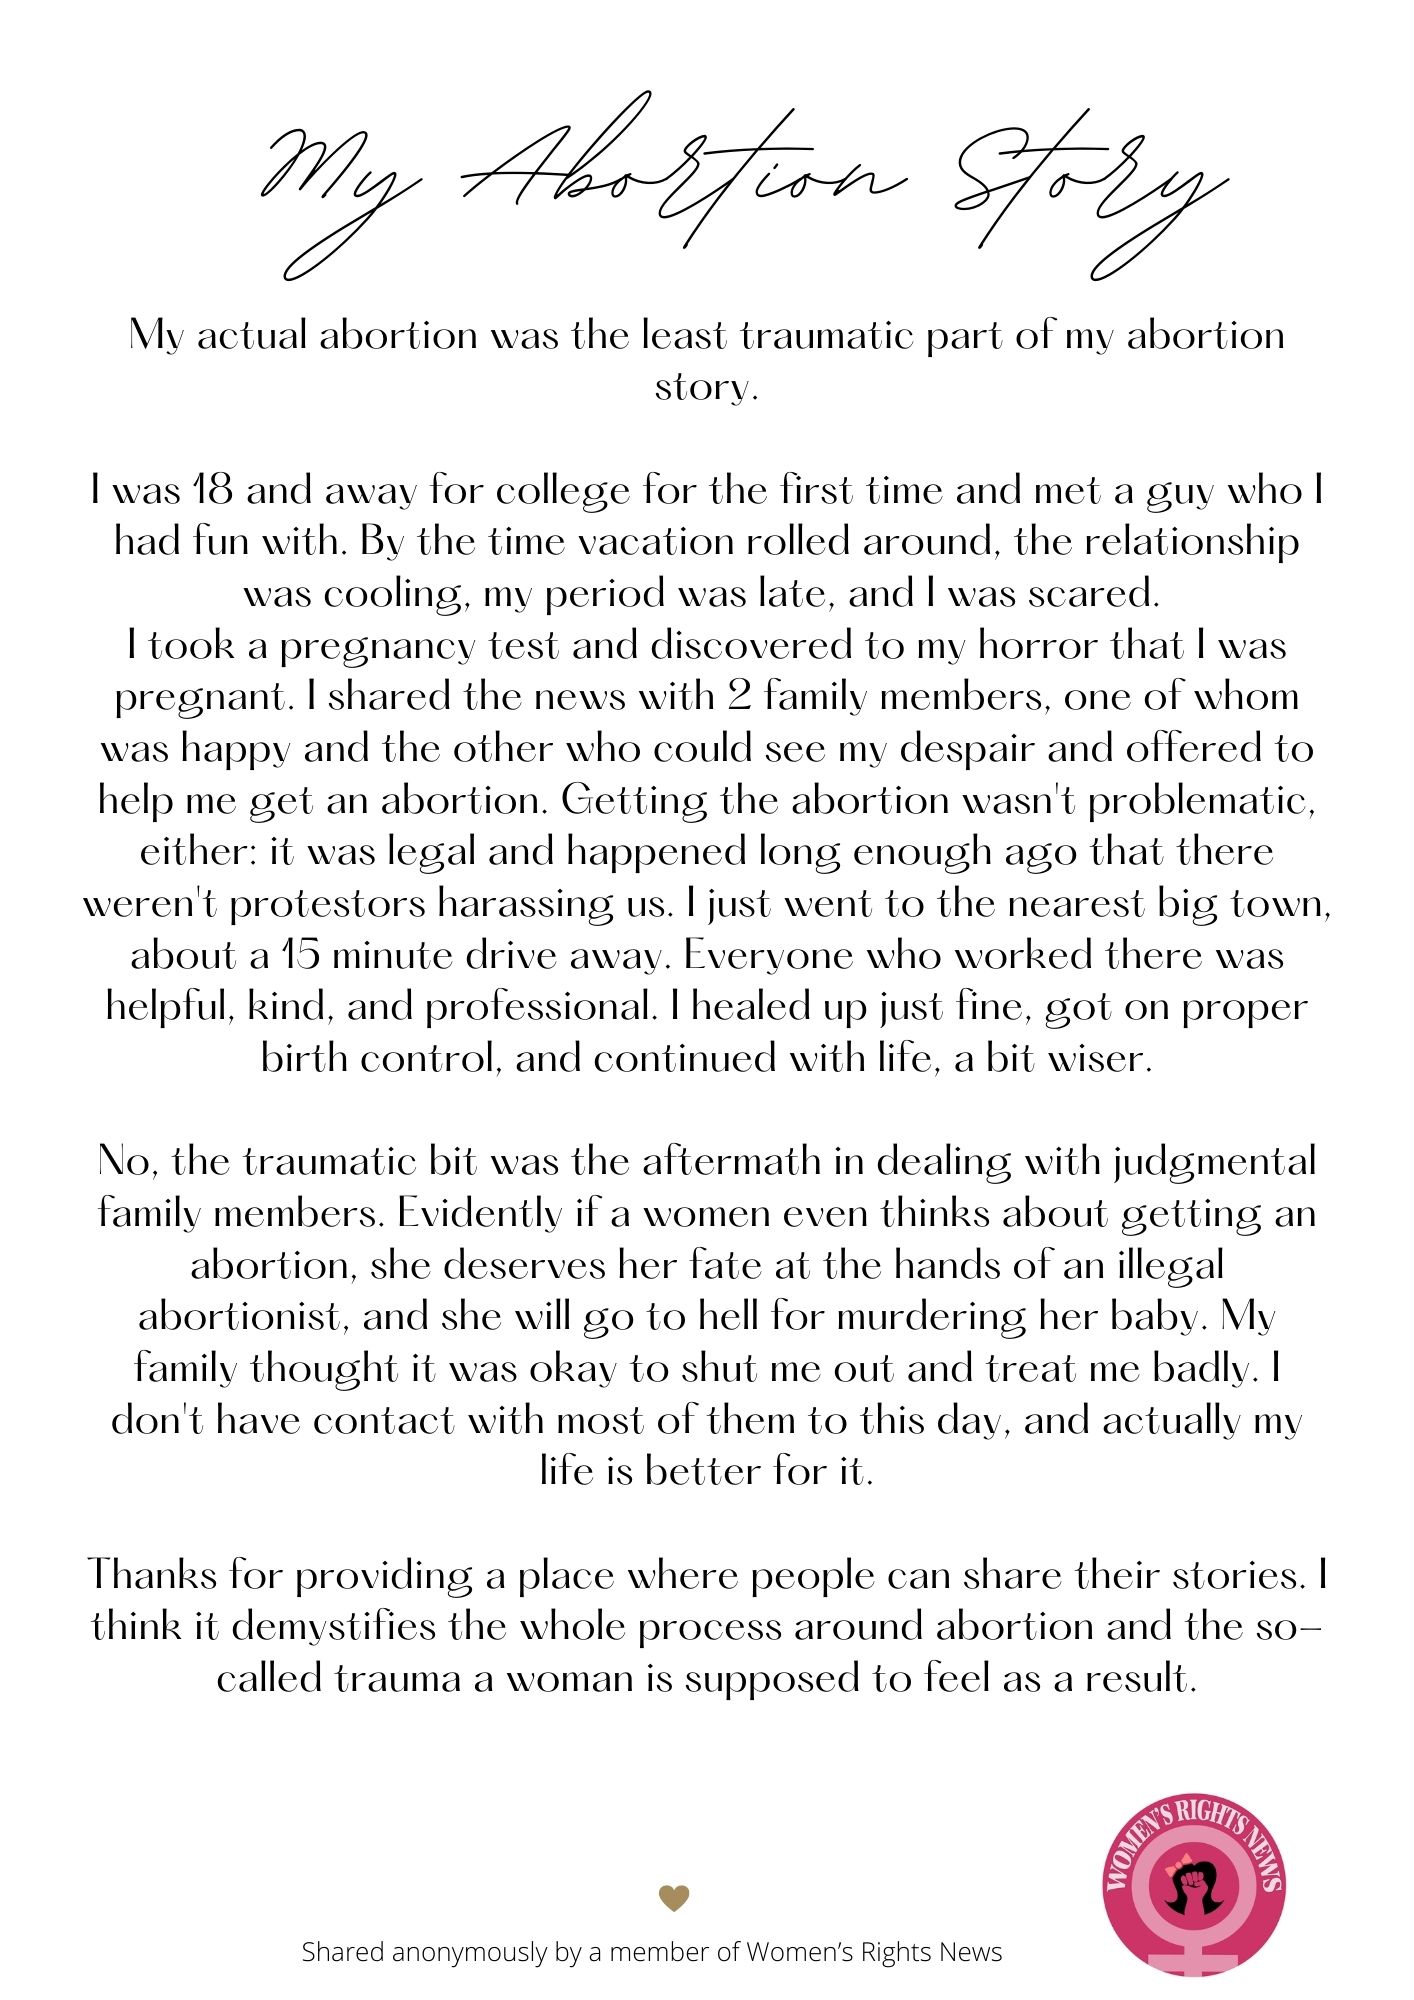 My Abortion Story
My actual abortion was the least traumatic part of my abortion
story.
I was 18 and away for college for the first time and met a guy who I
had fun with. By the time vacation rolled around, the relationship
was cooling, my period was late, and I was scared.
I took a pregnancy test and discovered to my horror that I was
pregnant. I shared the news with 2 family members, one of whom
was happy and the other who could see my despair and offered to
help me get an abortion. Getting the abortion wasn't problematic,
either: it was legal and happened long enough ago that there
weren't protestors harassing us. I just went to the nearest big town,
about a 15 minute drive away. Everyone who worked there was
helpful, kind, and professional. I healed up just fine, got on proper
birth control, and continued with life, a bit wiser.
No, the traumatic bit was the aftermath in dealing with judgmental
family members. Evidently if a women even thinks about getting an
abortion, she deserves her fate at the hands of an illegal
abortionist, and she will go to hell for murdering her baby. My
family thought it was okay to shut me out and treat me badly. I
don't have contact with most of them to this day, and actually my
life is better for it.
Thanks for providing a place where people can share their stories. I
think it demystifies the whole process around abortion and the so-
called trauma a woman is supposed to feel as a result.
WOMEN'S RIGHTS NEWS
Shared anonymously by a member of Women’s Rights News